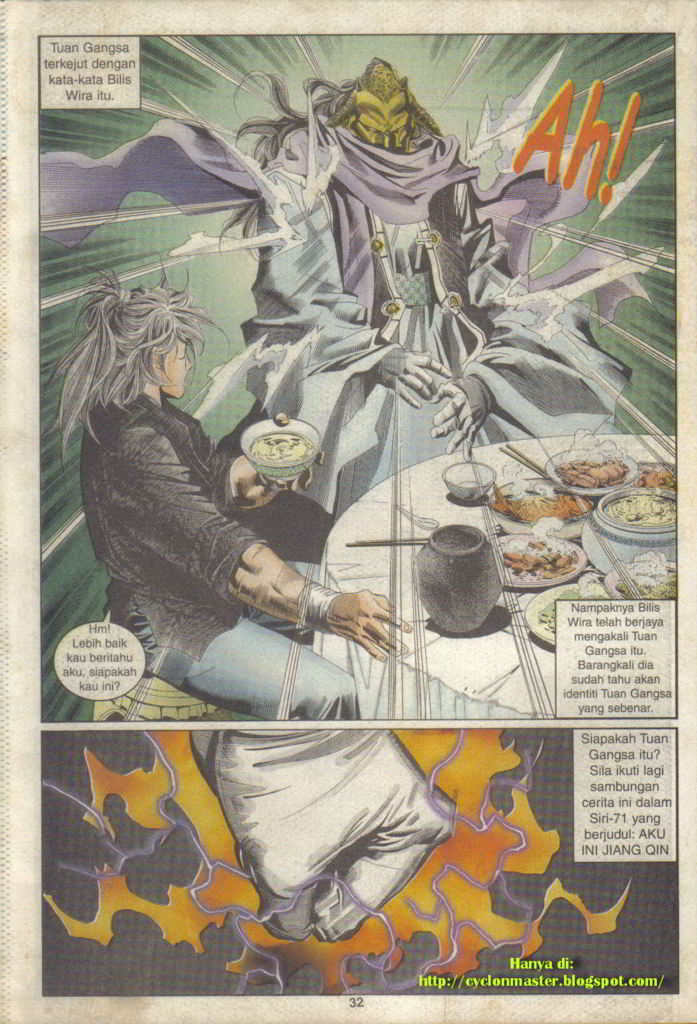 Tuan Gangsa
terkejut dengan
kata-kata Bilis
Wira itu.
Ah!
Hm!
Lebih baik
kau beritahu
aku, siapakah
kau ini?
Nampaknya Bilis
Wira telah berjaya
mengakali Tuan
Gangsa itu.
Barangkali dia
sudah tahu akan
identiti Tuan Gangsa
yang sebenar.
Siapakah Tuan
Gangsa itu?
Sila ikuti lagi
sambungan
cerita ini dalam
Siri-71 yang
berjudul: AKU
INI JIANG QIN
Hanya di:
http://cyclonmaster.blogspot.com/
32